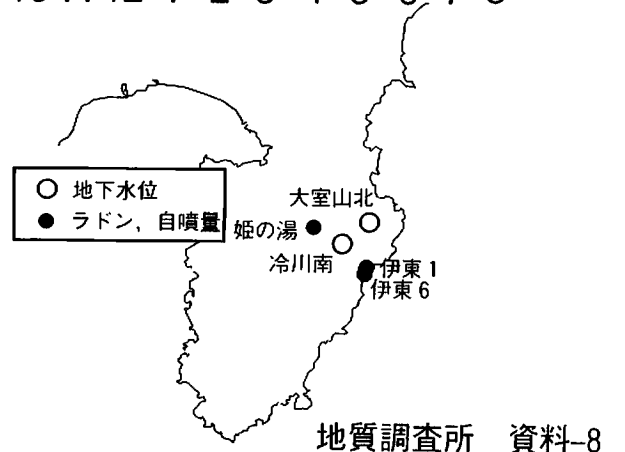 地下水位
ラドン，自噴量
大室山北
姫の湯
冷川南
伊東1
伊東6
地質調査所 資料-8